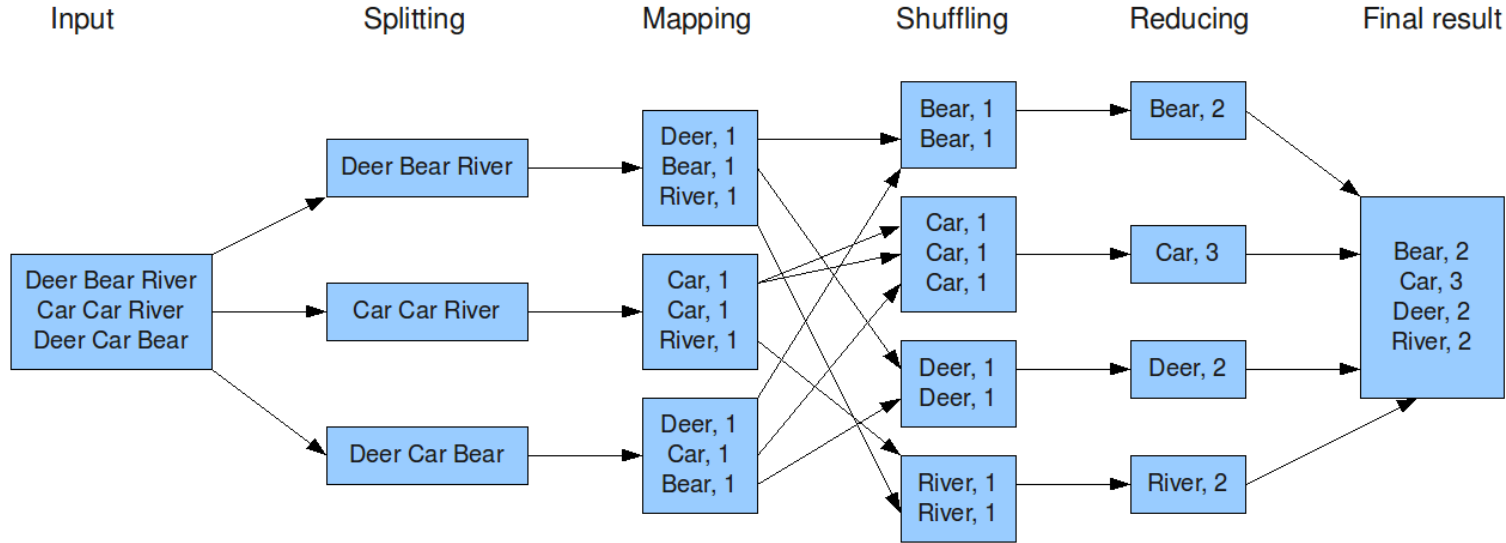 Input
Splitting
Mapping
Shuffling
Reducing
Final result
Deer Bear River
Car Car River
Deer Car Bear
Deer Bear River
Car Car River
Deer Car Bear
Deer, 1
Bear, 1
River, 1
Car, 1
Car, 1
River, 1
Deer, 1
Car, 1
Bear, 1
Bear, 1
Bear, 1
Car, 1
Car, 1
Car, 1
Deer, 1
Deer, 1
River, 1
River, 1
Bear, 2
Car, 3
Deer, 2
River, 2
Bear, 2
Car, 3
Deer, 2
River, 2